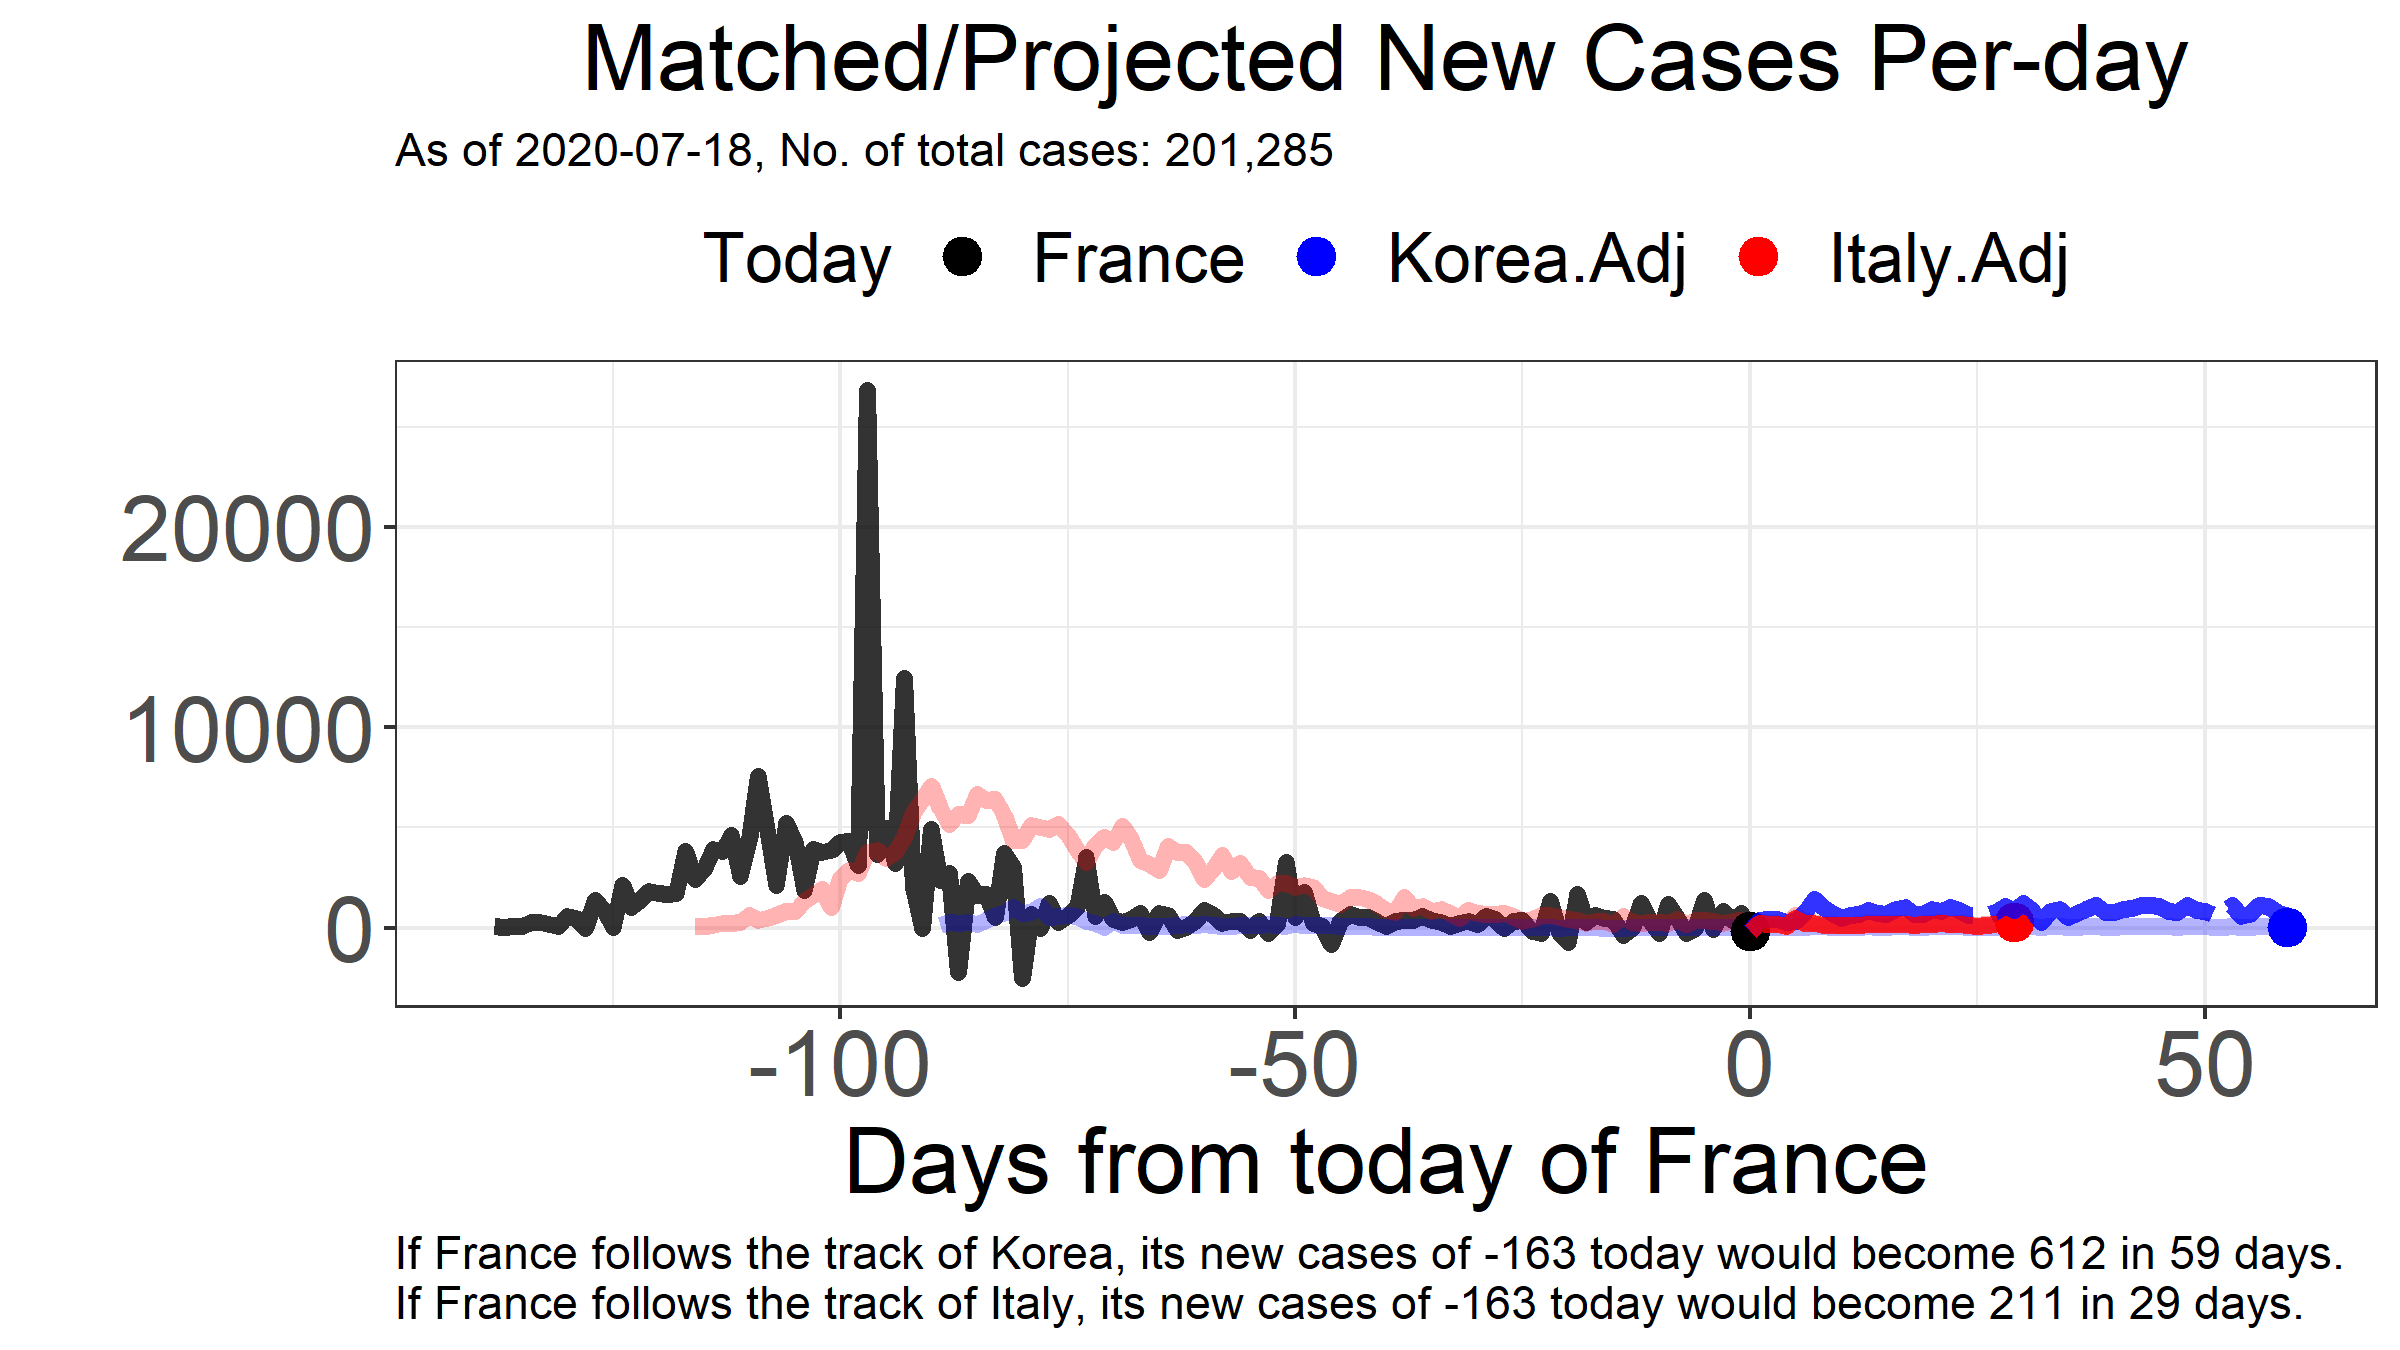 Matched/Projected New Cases Per-day
As of 2020-07-18, No. of total cases: 201,285
Today France Korea.Adj Italy.Adj
20000
10000
0
-100 -50 0 50
Days from today of France
If France follows the track of Korea, its new cases of -163 today would become 612 in 59 days.
If France follows the track of Italy, its new cases of -163 today would become 211 in 29 days.